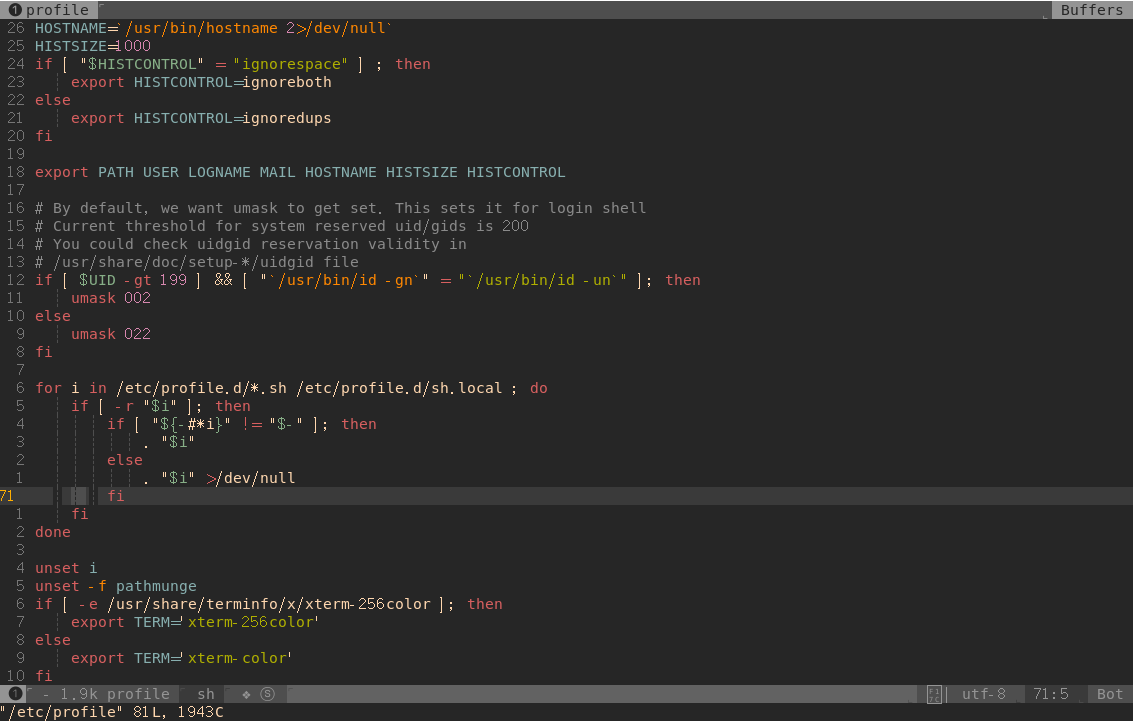 ❶ profile Buffers
26 HOSTNAME=`/usr/bin/hostname 2>/dev/null`
25 HISTSIZE=1000
24 if [ "$HISTCONTROL" = "ignorespace" ] ; then
23     export HISTCONTROL=ignoreboth
22 else
21     export HISTCONTROL=ignoredups
20 fi
19
18 export PATH USER LOGNAME MAIL HOSTNAME HISTSIZE HISTCONTROL
17
16 # By default, we want umask to get set. This sets it for login shell
15 # Current threshold for system reserved uid/gids is 200
14 # You could check uidgid reservation validity in
13 # /usr/share/doc/setup-*/uidgid file
12 if [ $UID -gt 199 ] && [ "`/usr/bin/id -gn`" = "`/usr/bin/id -un`" ]; then
11     umask 002
10 else
9     umask 022
8 fi
7
6 for i in /etc/profile.d/*.sh /etc/profile.d/sh.local ; do
5     if [ -r "$i" ]; then
4         if [ "${-#*i}" != "$-" ]; then
3             . "$i"
2         else
1             . "$i" >/dev/null
71         fi
1     fi
2 done
3
4 unset i
5 unset -f pathmunge
6 if [ -e /usr/share/terminfo/x/xterm-256color ]; then
7     export TERM='xterm-256color'
8 else
9     export TERM='xterm-color'
10 fi
❶ - 1.9k profile sh ❖ Ⓢ utf-8 71:5 Bot
"/etc/profile" 81L, 1943C